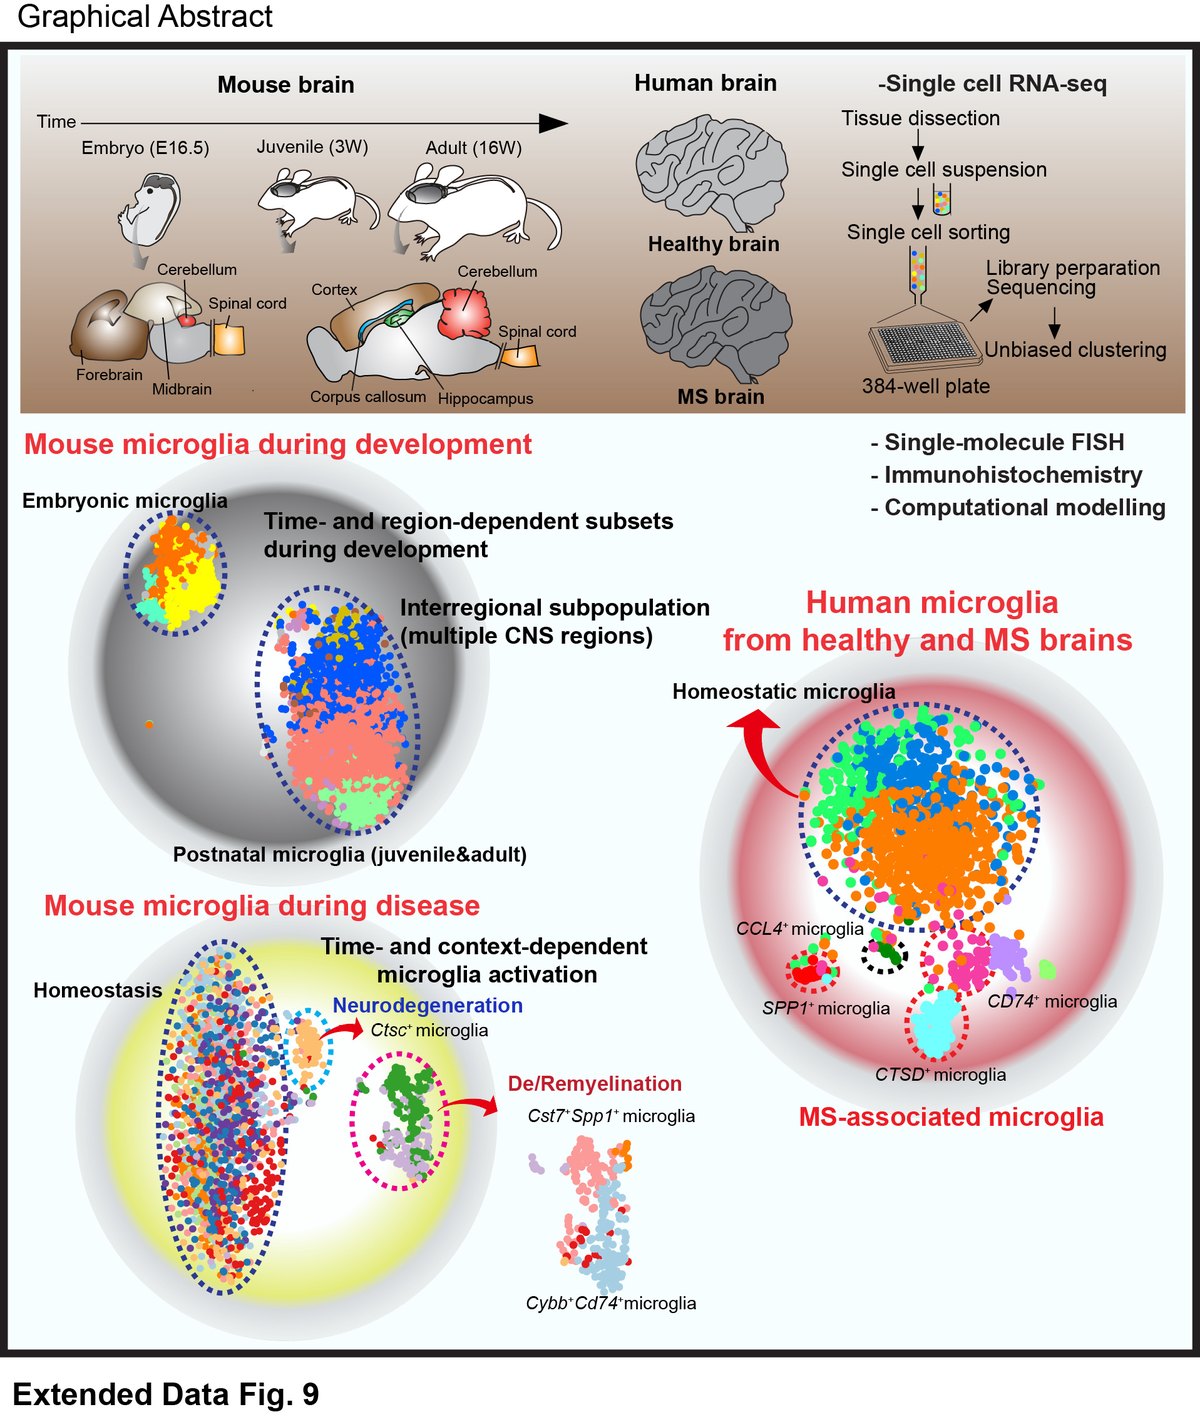 Graphical Abstract
Mouse brain
Time
Embryo (E16.5)
Juvenile (3W)
Adult (16W)
Cerebellum
Spinal cord
Forebrain
Midbrain
Cortex
Cerebellum
Spinal cord
Corpus callosum
Hippocampus
Human brain
Healthy brain
MS brain
-Single cell RNA-seq
Tissue dissection
Single cell suspension
Single cell sorting
Library perparation
Sequencing
Unbiased clustering
384-well plate
- Single-molecule FISH
- Immunohistochemistry
- Computational modelling
Mouse microglia during development
Embryonic microglia
Time- and region-dependent subsets
during development
Interregional subpopulation
(multiple CNS regions)
Postnatal microglia (juvenile&adult)
Human microglia
from healthy and MS brains
Homeostatic microglia
CCL4+ microglia
SPP1+ microglia
CD74+ microglia
CTSD+ microglia
MS-associated microglia
Mouse microglia during disease
Time- and context-dependent
microglia activation
Homeostasis
Neurodegeneration
Ctsc+ microglia
De/Remyelination
Cst7+Spp1+ microglia
Cybb+Cd74+microglia
Extended Data Fig. 9